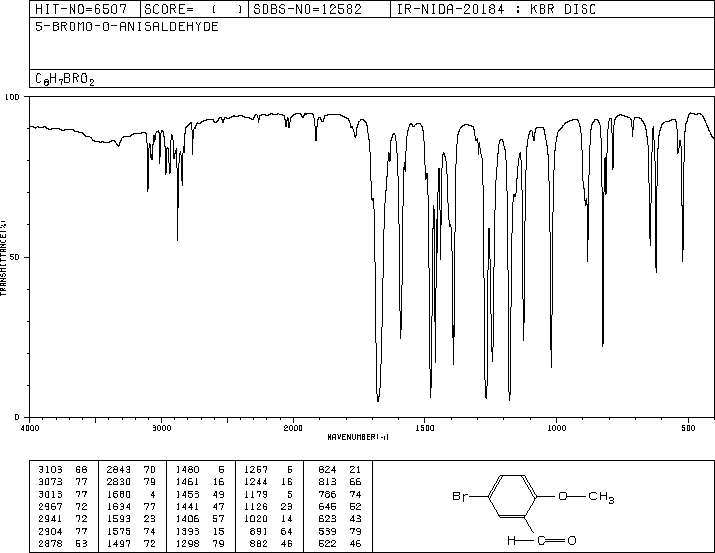 HIT-NO=6507 SCORE= ( ) SDBS-NO=12582 IR-NIDA-20184 : KBR DISC
5-BROMO-O-ANISALDEHYDE
C8H7BRO2
100
50
0
TRANSMITTANCE(%)
4000 3000 2000 1500 1000 500
WAVENUMBER(-1)
3103 68 2843 70 1480 5 1267 5 824 21
3073 77 2830 79 1461 16 1244 16 813 66
3013 77 1680 4 1453 49 1179 5 786 74
2967 72 1634 77 1441 47 1126 23 646 52
2941 72 1593 23 1406 57 1020 14 623 43
2904 77 1575 74 1393 15 891 64 539 79
2878 53 1497 72 1298 79 882 46 522 46
Br
O—CH3
H—C=O